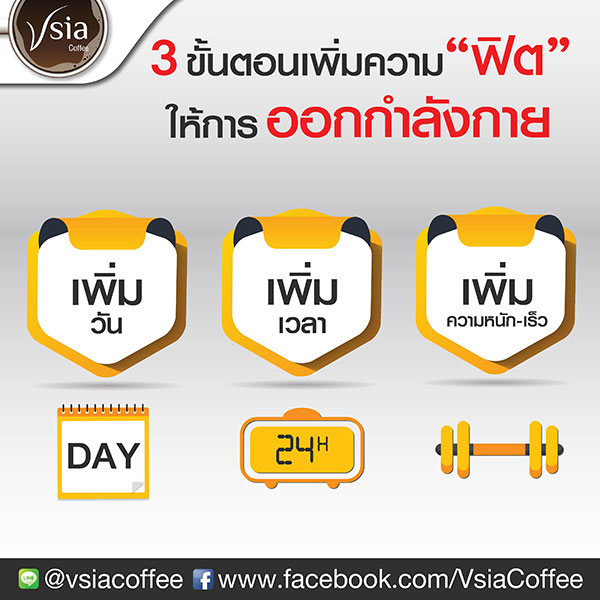 Vsia
Coffee
3 ขั้นตอนเพิ่มความ “ฟิต”
ให้การ ออกกำลังกาย
เพิ่ม
วัน
เพิ่ม
เวลา
เพิ่ม
ความหนัก-เร็ว
DAY
24H
LINE @vsiacoffee f www.facebook.com/VsiaCoffee